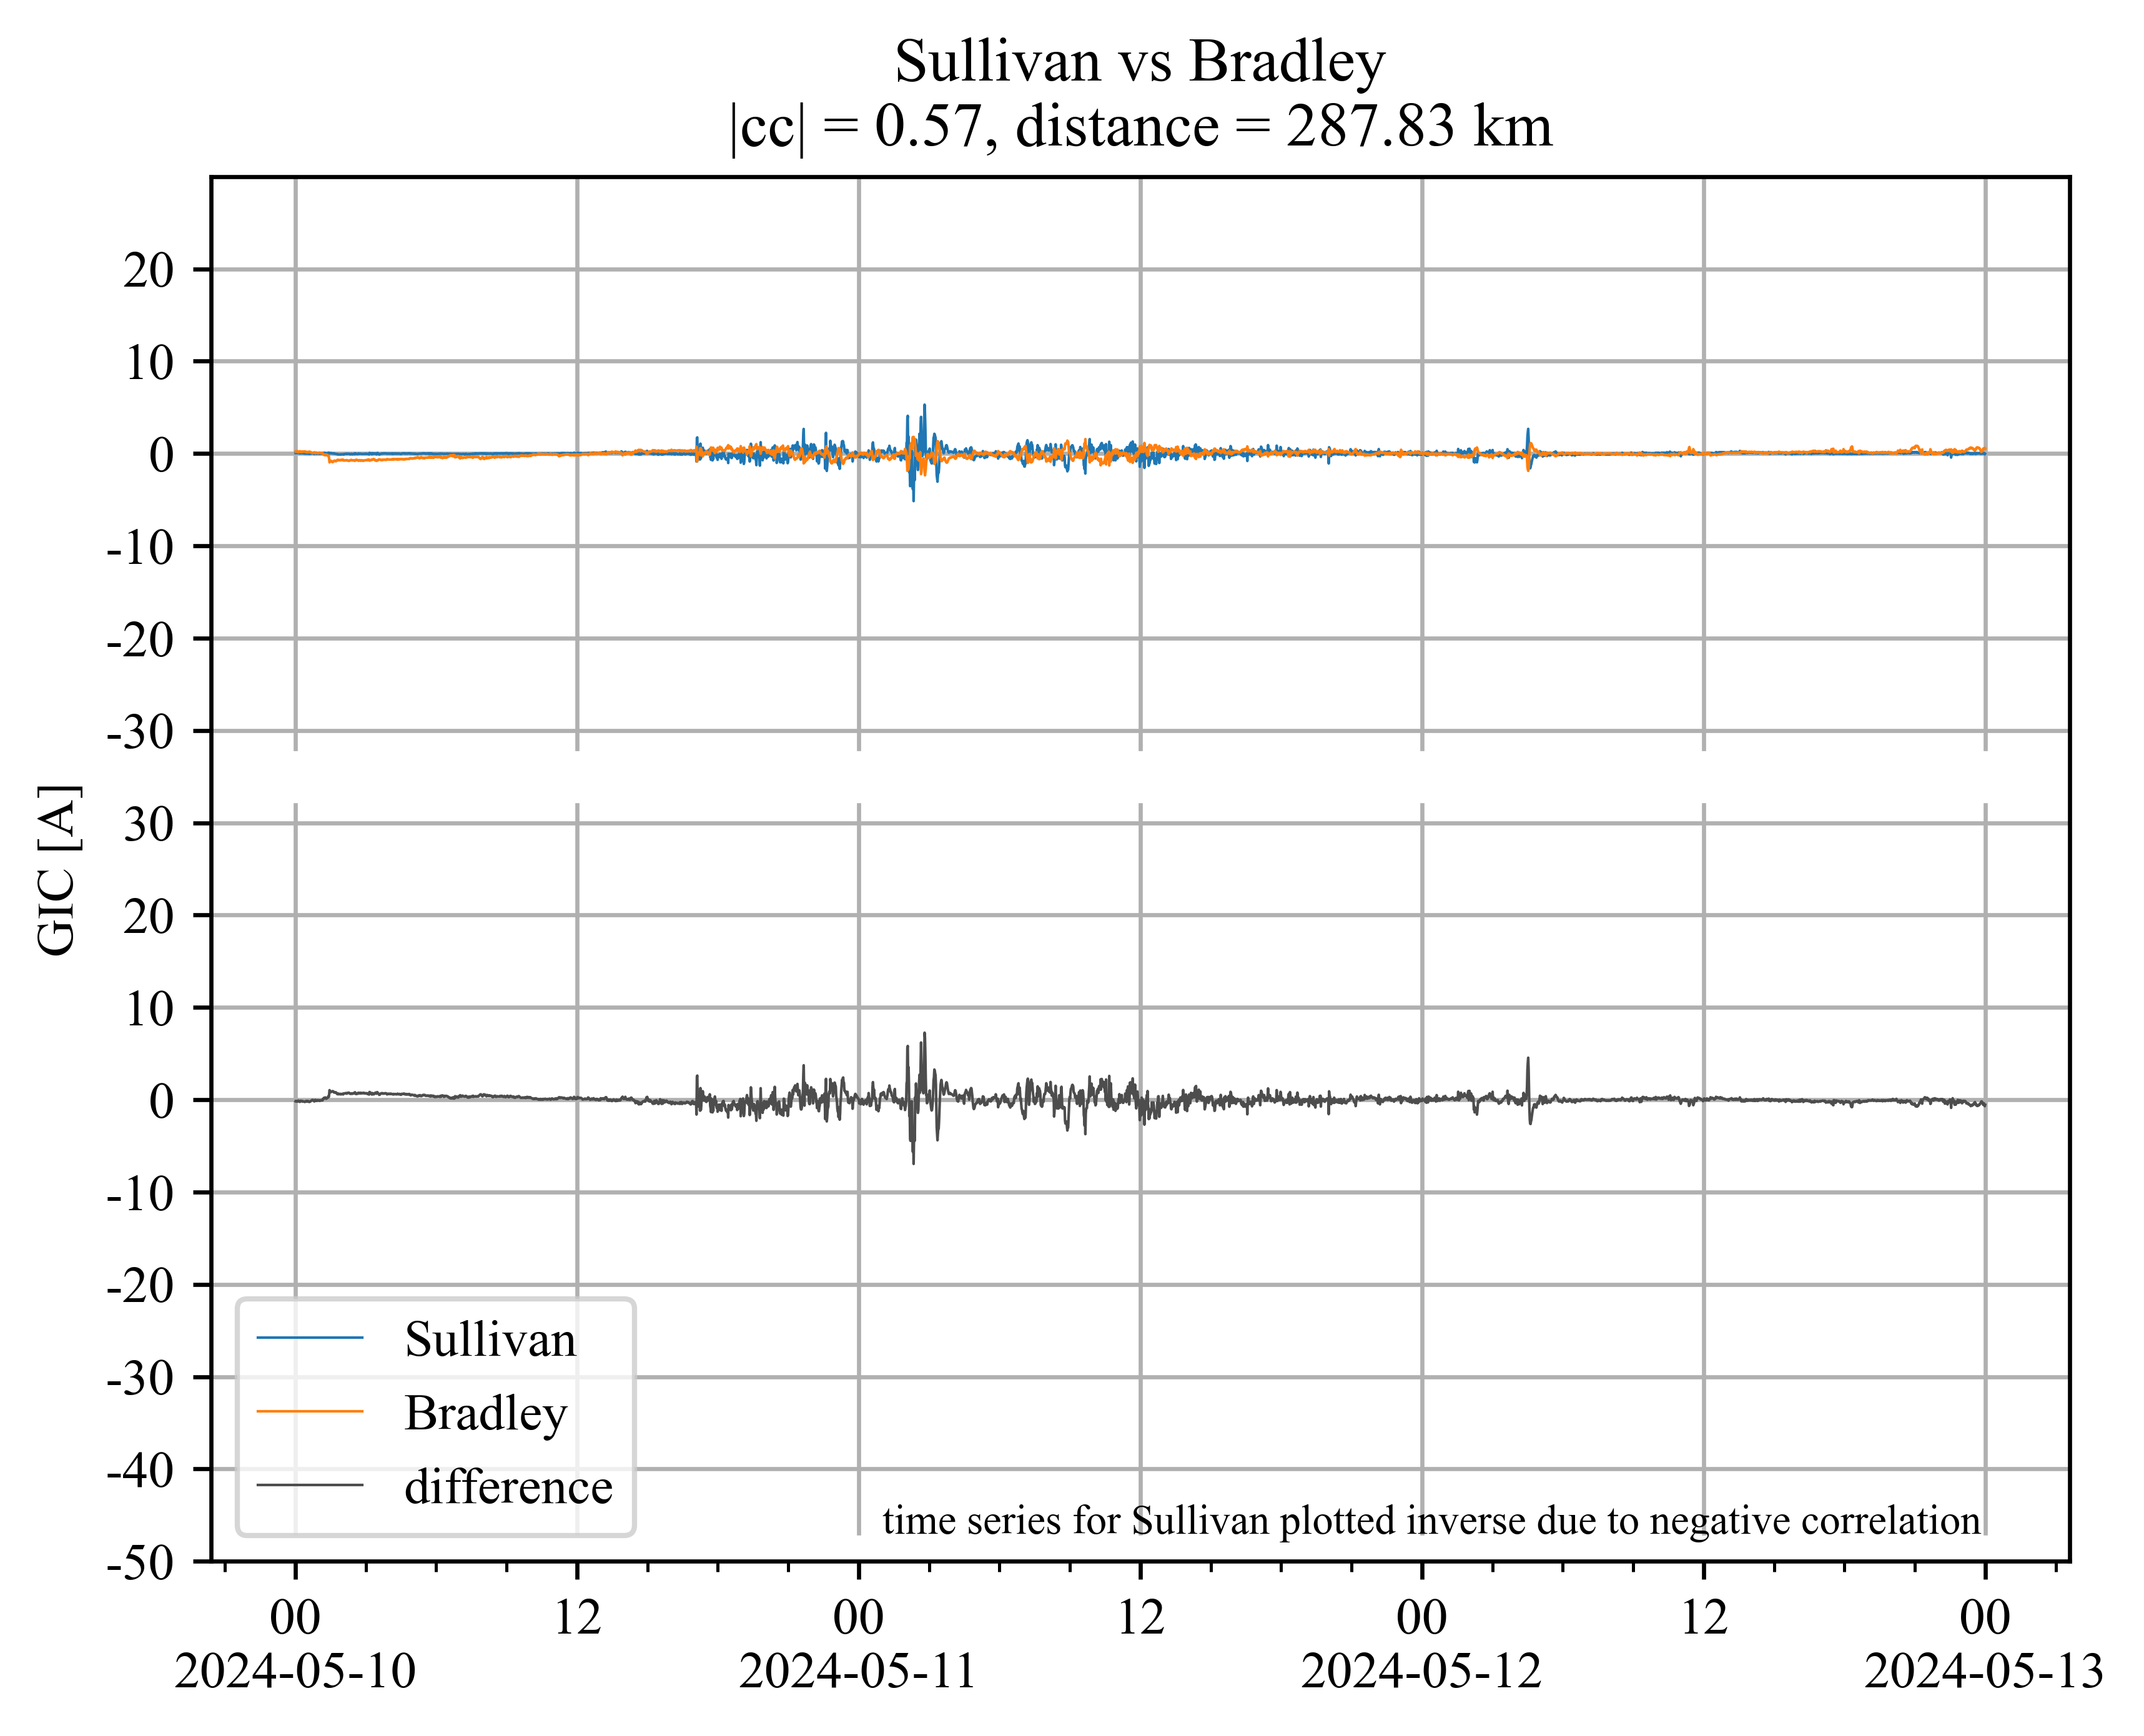 Sullivan vs Bradley
|cc| = 0.57, distance = 287.83 km
20
10
0
-10
-20
-30
30
20
10
0
-10
-20
-30
-40
-50
GIC [A]
Sullivan
Bradley
difference
time series for Sullivan plotted inverse due to negative correlation
00 12 00 12 00 12 00
2024-05-10 2024-05-11 2024-05-12 2024-05-13